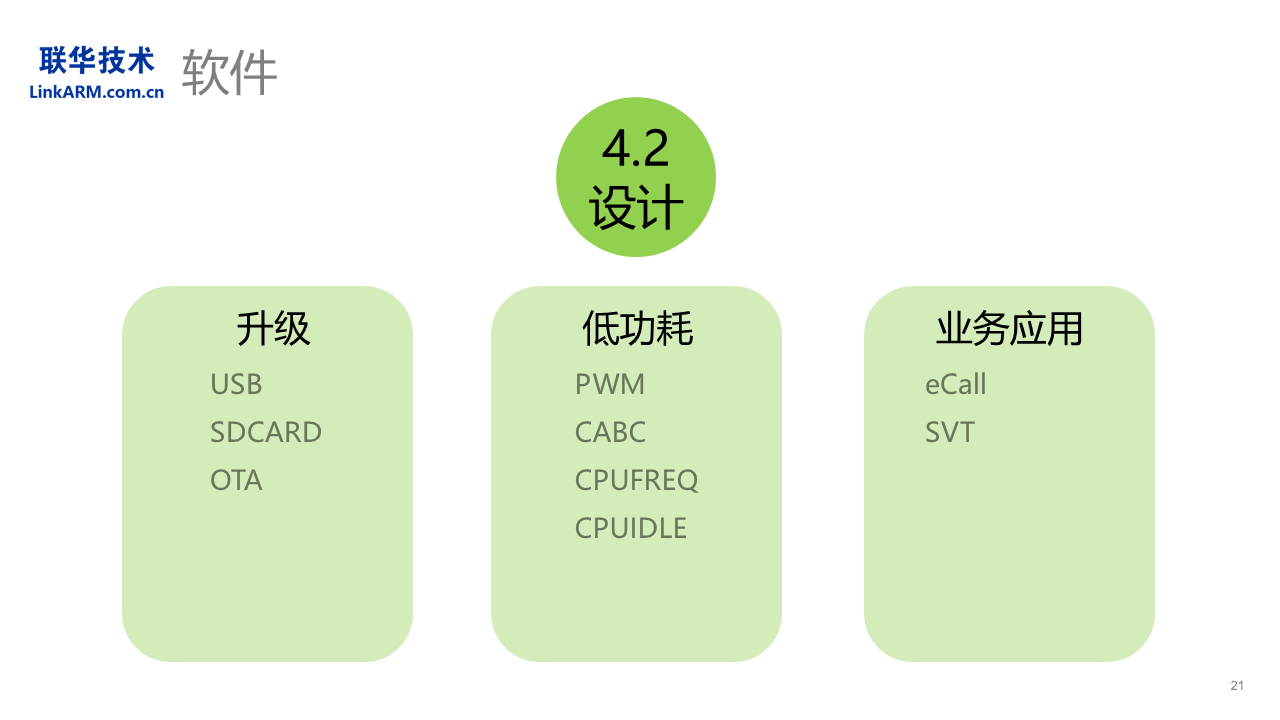 联华技术
LinkARM.com.cn
软件
4.2
设计
升级
USB
SDCARD
OTA
低功耗
PWM
CABC
CPUFREQ
CPUIDLE
业务应用
eCall
SVT
21